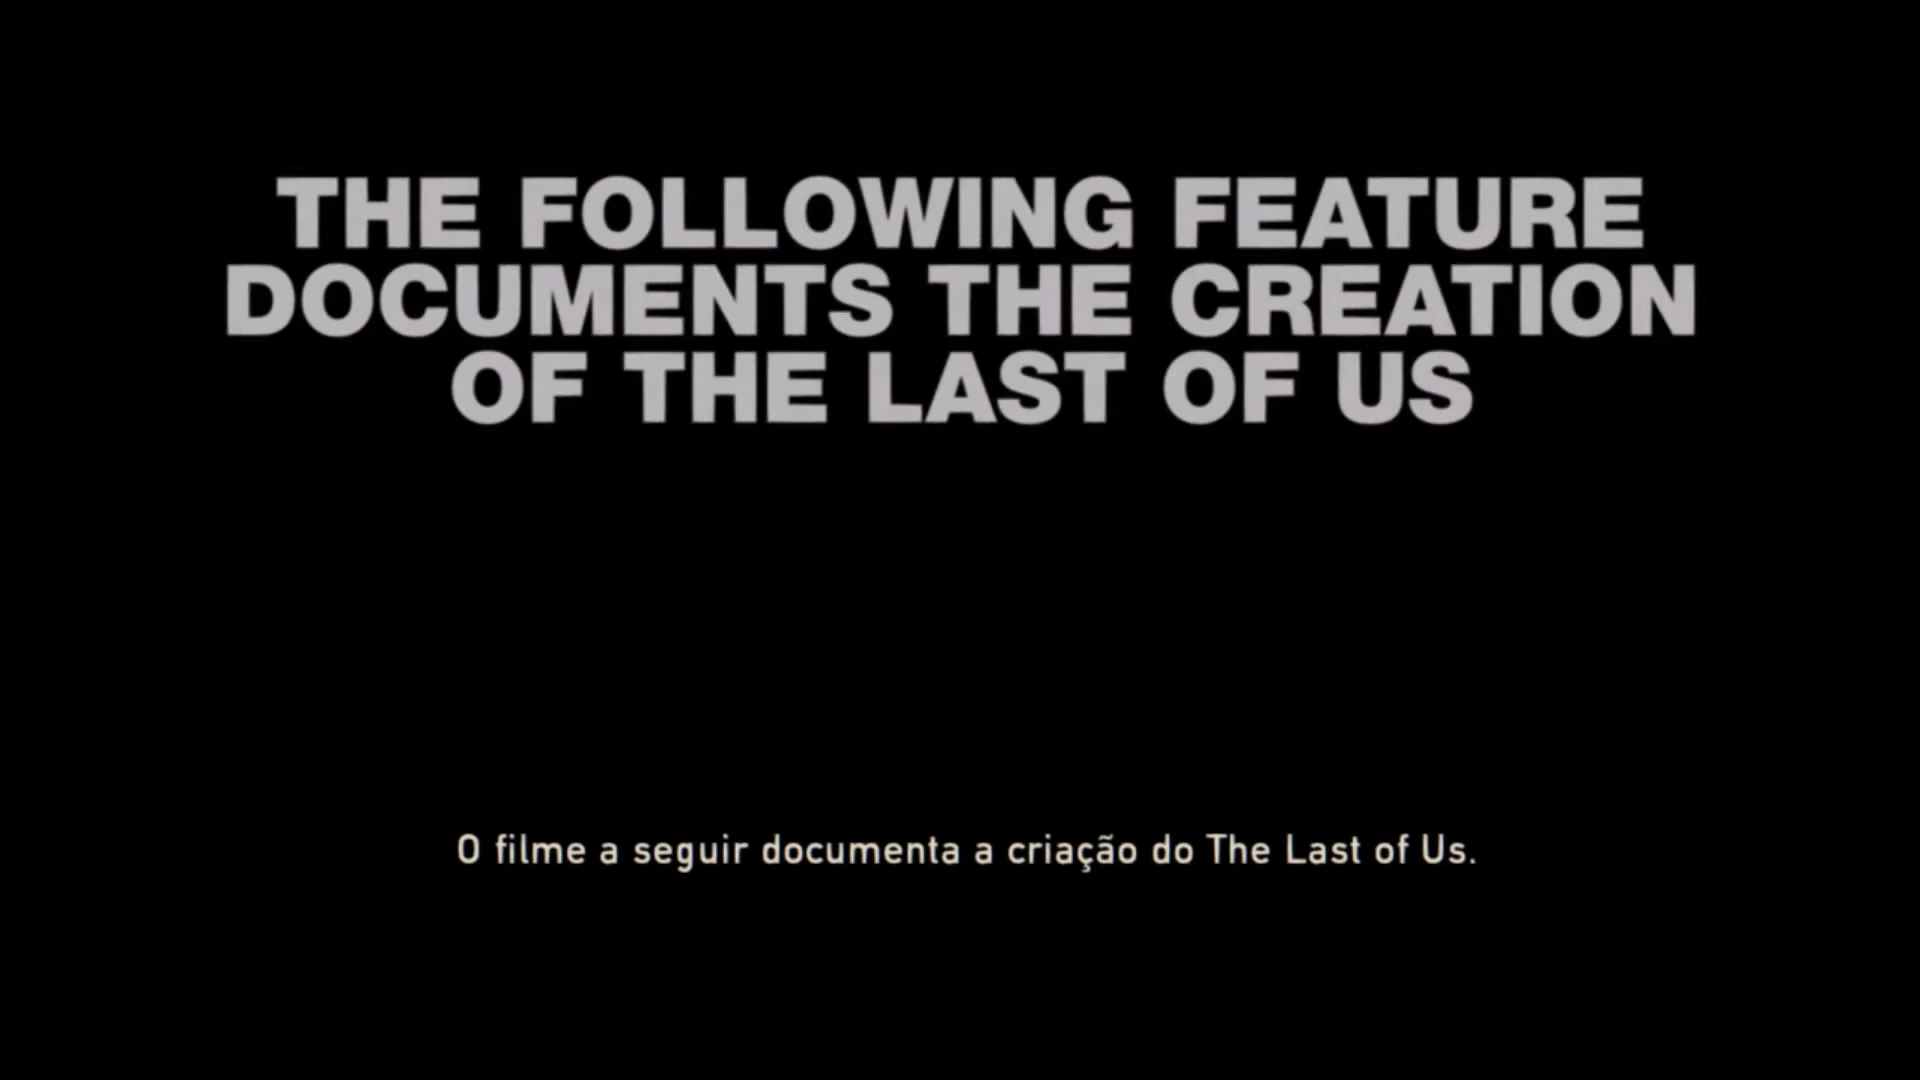 THE FOLLOWING FEATURE
DOCUMENTS THE CREATION
OF THE LAST OF US
O filme a seguir documenta a criação do The Last of Us.